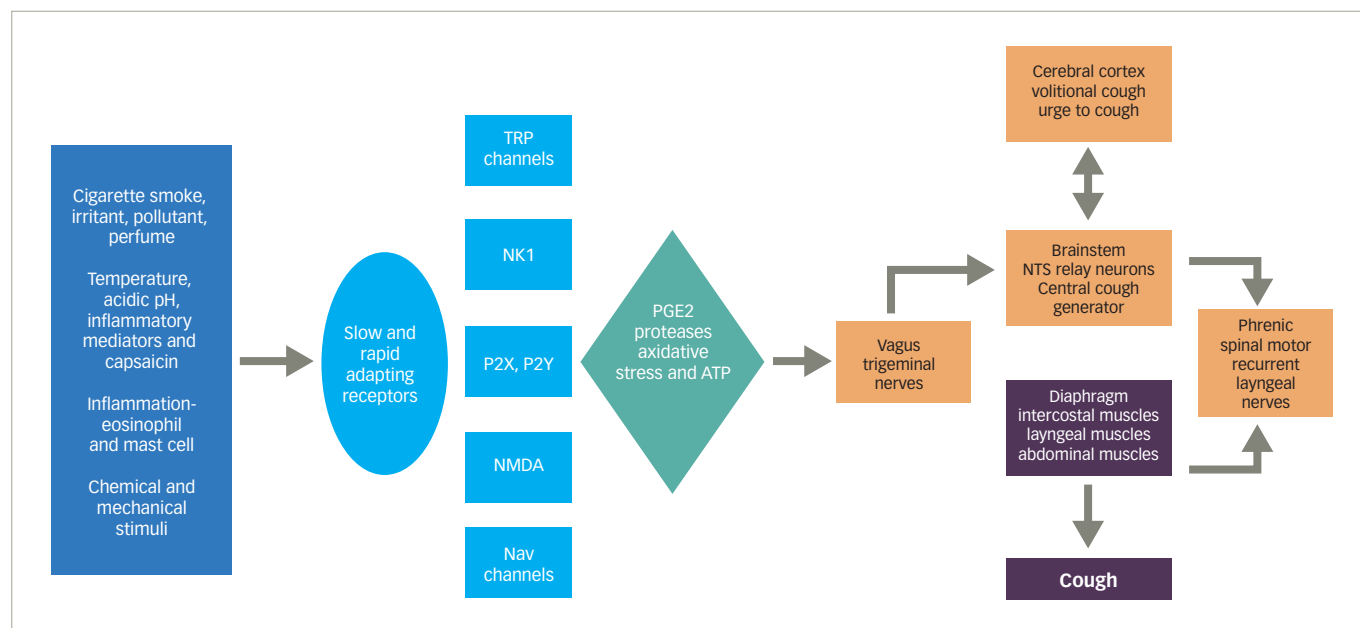 Cigarette smoke,
irritant, pollutant,
perfume
Temperature,
acidic pH,
inflammatory
mediators and
capsaicin
Inflammation-
eosinophil
and mast cell
Chemical and
mechanical
stimuli
Slow and
rapid
adapting
receptors
TRP
channels
NK1
P2X, P2Y
NMDA
Nav
channels
PGE2
proteases
axidative
stress and ATP
Vagus
trigeminal
nerves
Cerebral cortex
volitional cough
urge to cough
Brainstem
NTS relay neurons
Central cough
generator
Phrenic
spinal motor
recurrent
layngeal
nerves
Diaphragm
intercostal muscles
layngeal muscles
abdominal muscles
Cough